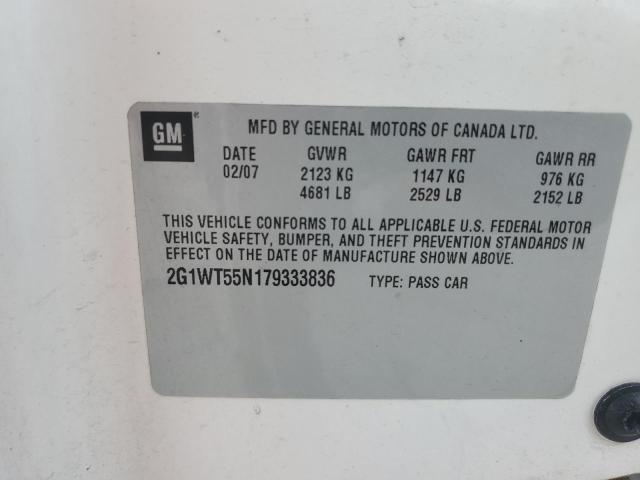 GM® MFD BY GENERAL MOTORS OF CANADA LTD.
DATE GVWR GAWR FRT GAWR RR
02/07 2123 KG 1147 KG 976 KG
4681 LB 2529 LB 2152 LB
THIS VEHICLE CONFORMS TO ALL APPLICABLE U.S. FEDERAL MOTOR
VEHICLE SAFETY, BUMPER, AND THEFT PREVENTION STANDARDS IN
EFFECT ON THE DATE OF MANUFACTURE SHOWN ABOVE.
2G1WT55N179333836 TYPE: PASS CAR